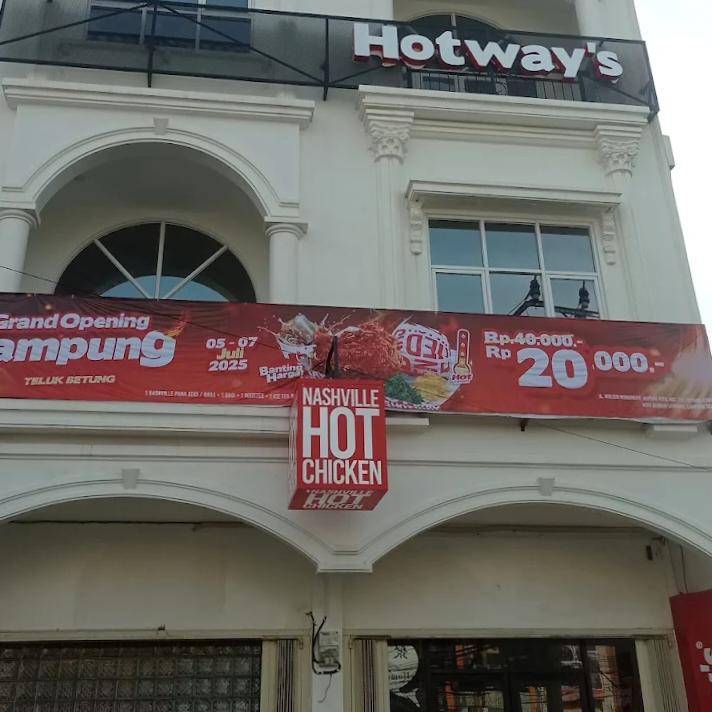 Hotway's
Grand Opening
ampung
TELUK BETUNG
05 - 07
Juli
2025
Banting
Harga!
Hot
Rp.40.000.-
Rp 20.000.-
NASHVILLE
HOT
CHICKEN
NASHVILLE
HOT
CHICKEN